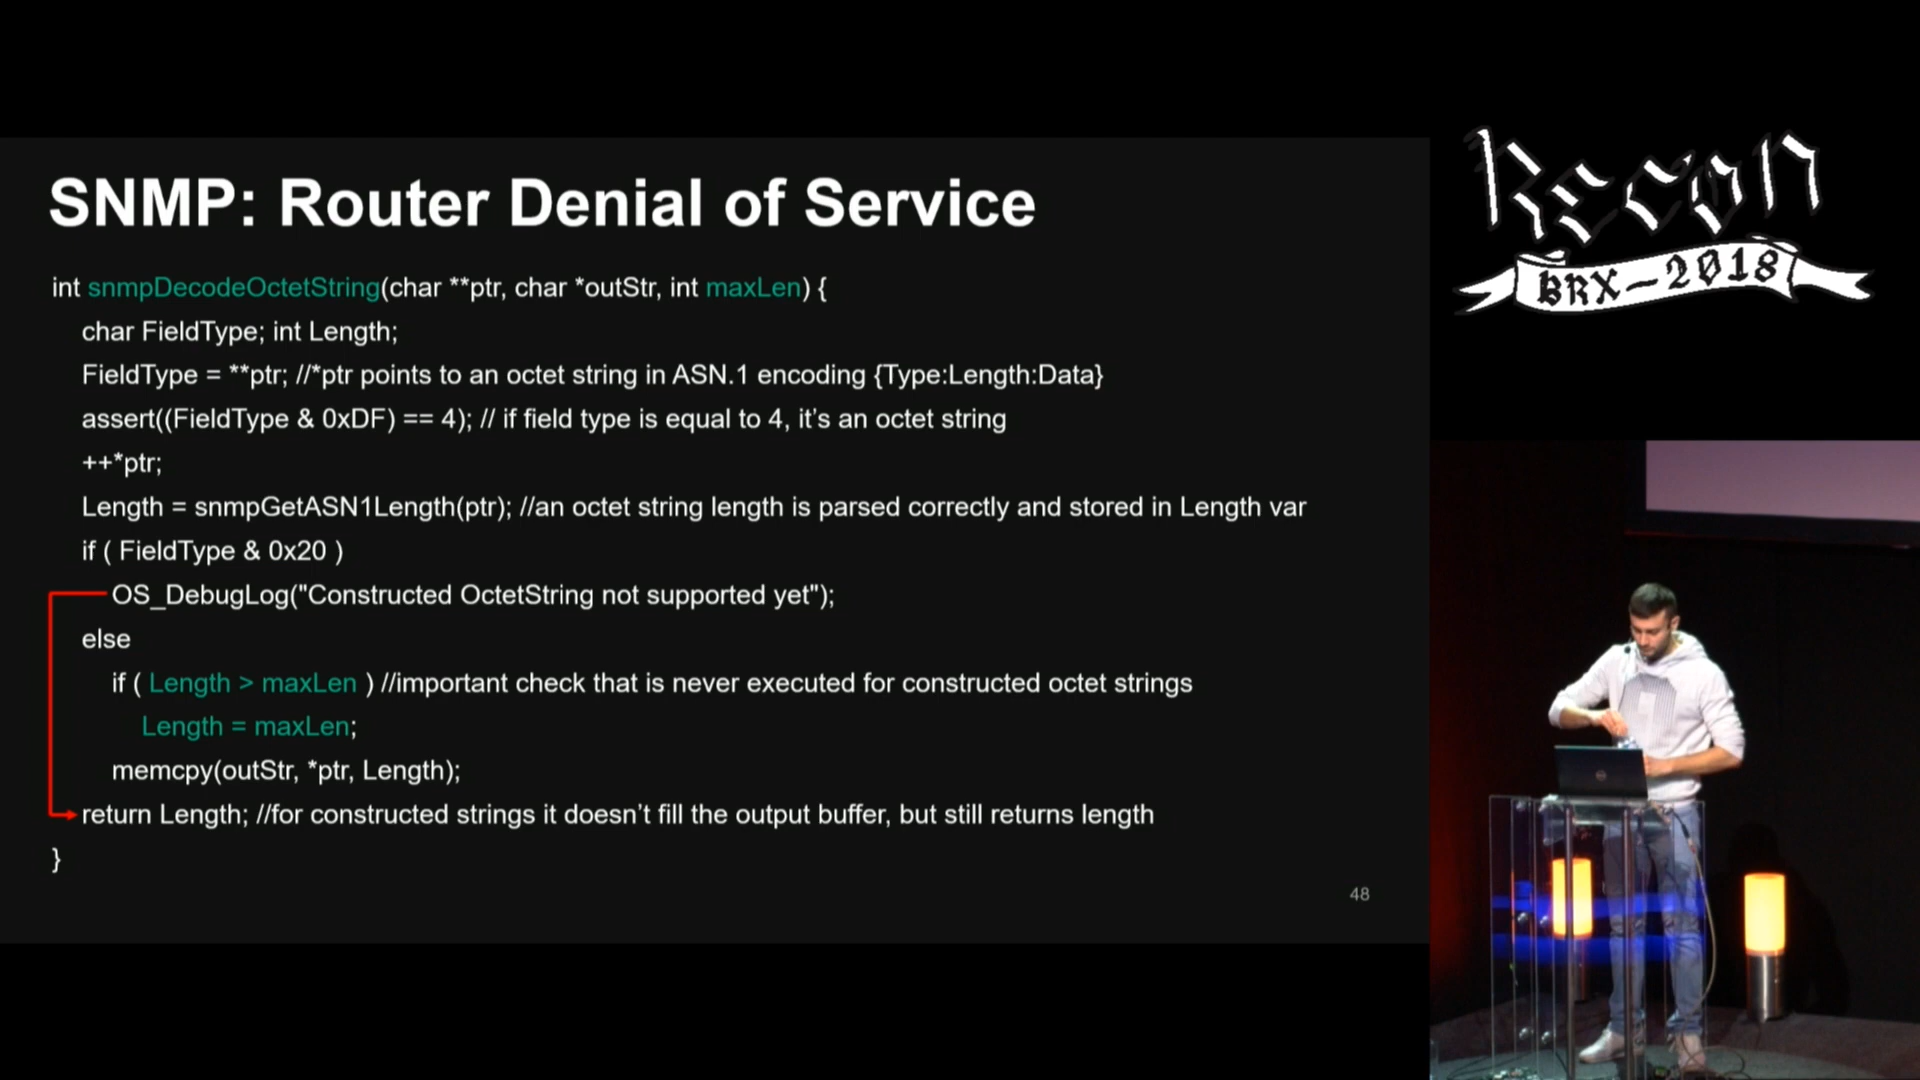 SNMP: Router Denial of Service
int snmpDecodeOctetString(char **ptr, char *outStr, int maxLen) {
char FieldType; int Length;
FieldType = **ptr; //*ptr points to an octet string in ASN.1 encoding {Type:Length:Data}
assert((FieldType & 0xDF) == 4); // if field type is equal to 4, it's an octet string
++*ptr;
Length = snmpGetASN1Length(ptr); //an octet string length is parsed correctly and stored in Length var
if ( FieldType & 0x20 )
OS_DebugLog("Constructed OctetString not supported yet");
else
if ( Length > maxLen ) //important check that is never executed for constructed octet strings
Length = maxLen;
memcpy(outStr, *ptr, Length);
return Length; //for constructed strings it doesn't fill the output buffer, but still returns length
}
48
Recon
BRX-2018